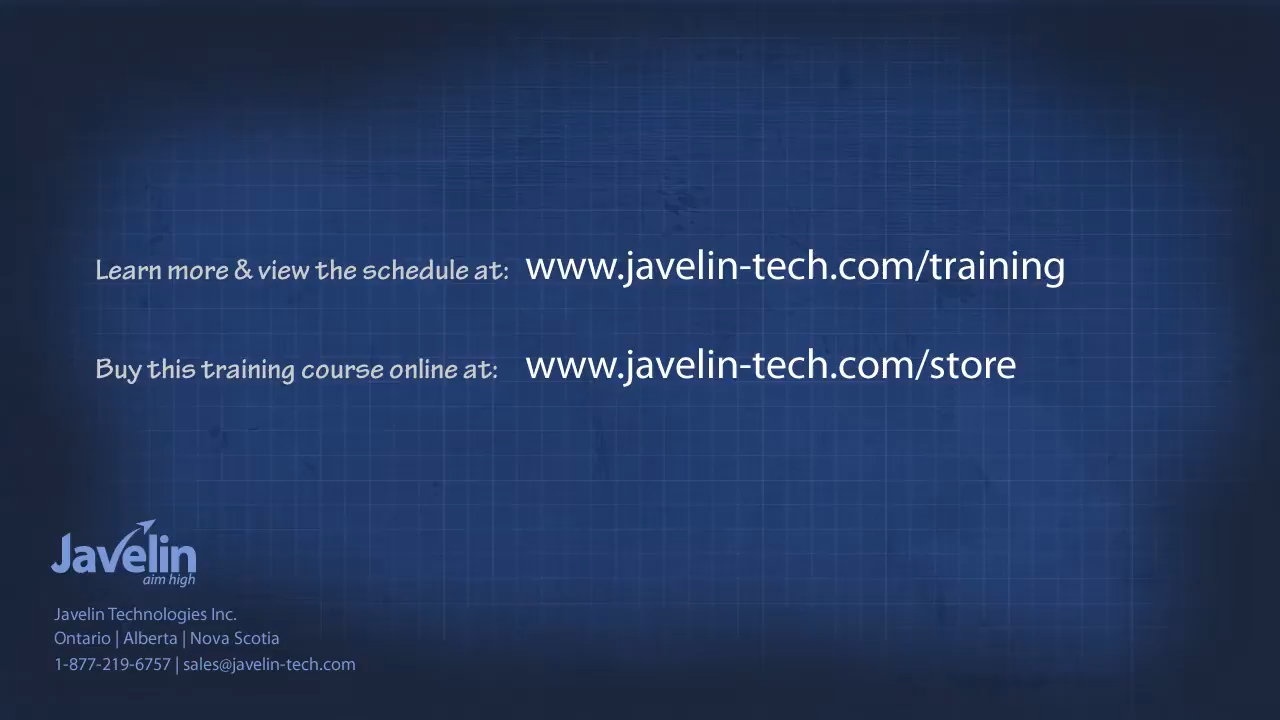 Learn more & view the schedule at: www.javelin-tech.com/training
Buy this training course online at: www.javelin-tech.com/store
Javelin
aim high
Javelin Technologies Inc.
Ontario | Alberta | Nova Scotia
1-877-219-6757 | sales@javelin-tech.com